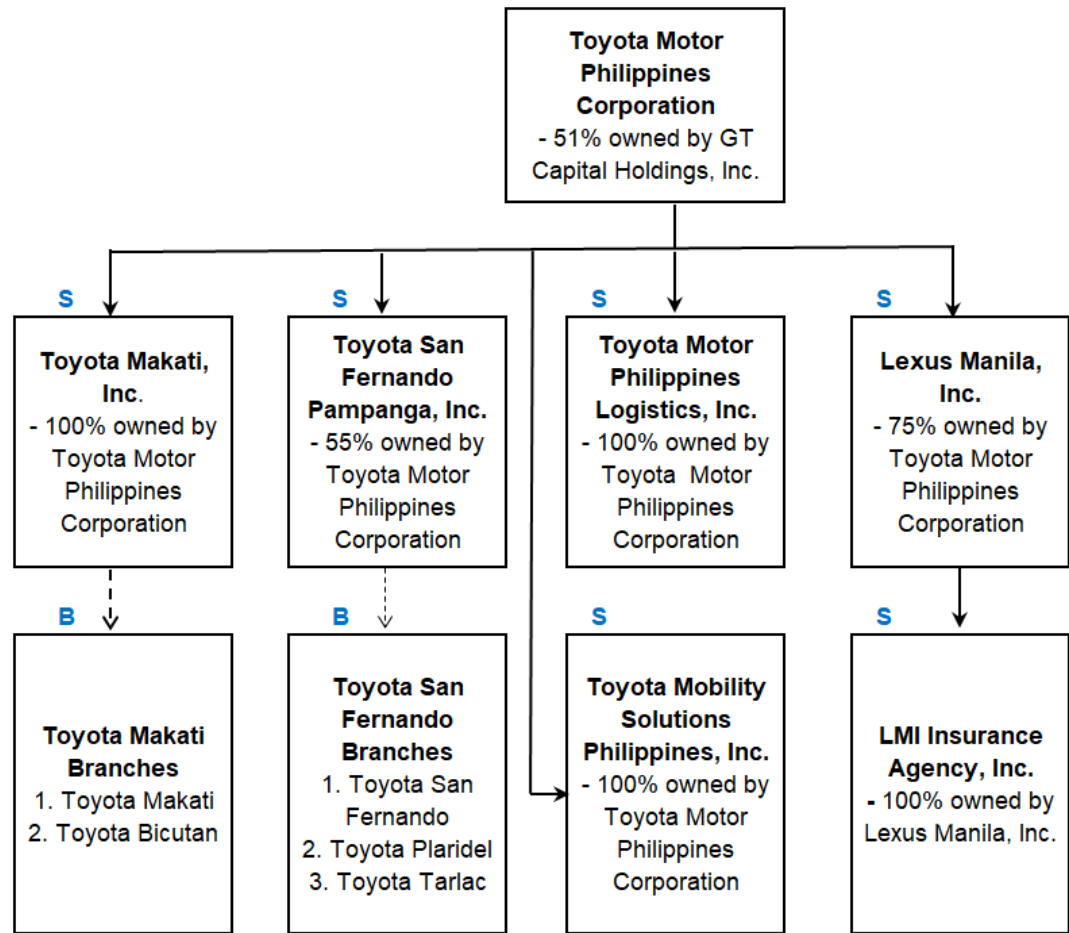 Toyota Motor
Philippines
Corporation
- 51% owned by GT
Capital Holdings, Inc.
S
Toyota Makati,
Inc.
- 100% owned by
Toyota Motor
Philippines
Corporation
S
Toyota San
Fernando
Pampanga, Inc.
- 55% owned by
Toyota Motor
Philippines
Corporation
S
Toyota Motor
Philippines
Logistics, Inc.
- 100% owned by
Toyota Motor
Philippines
Corporation
S
Lexus Manila,
Inc.
- 75% owned by
Toyota Motor
Philippines
Corporation
B
Toyota Makati
Branches
1. Toyota Makati
2. Toyota Bicutan
B
Toyota San
Fernando
Branches
1. Toyota San
Fernando
2. Toyota Plaridel
3. Toyota Tarlac
S
Toyota Mobility
Solutions
Philippines, Inc.
- 100% owned by
Toyota Motor
Philippines
Corporation
S
LMI Insurance
Agency, Inc.
- 100% owned by
Lexus Manila, Inc.